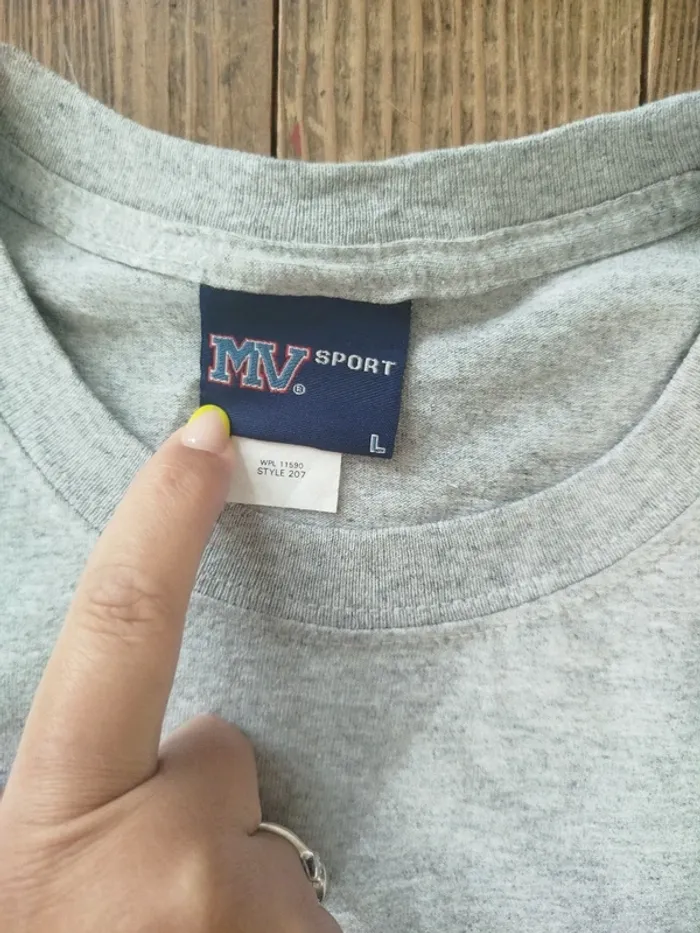 MV SPORT
®
L
WPL 11590
STYLE 207